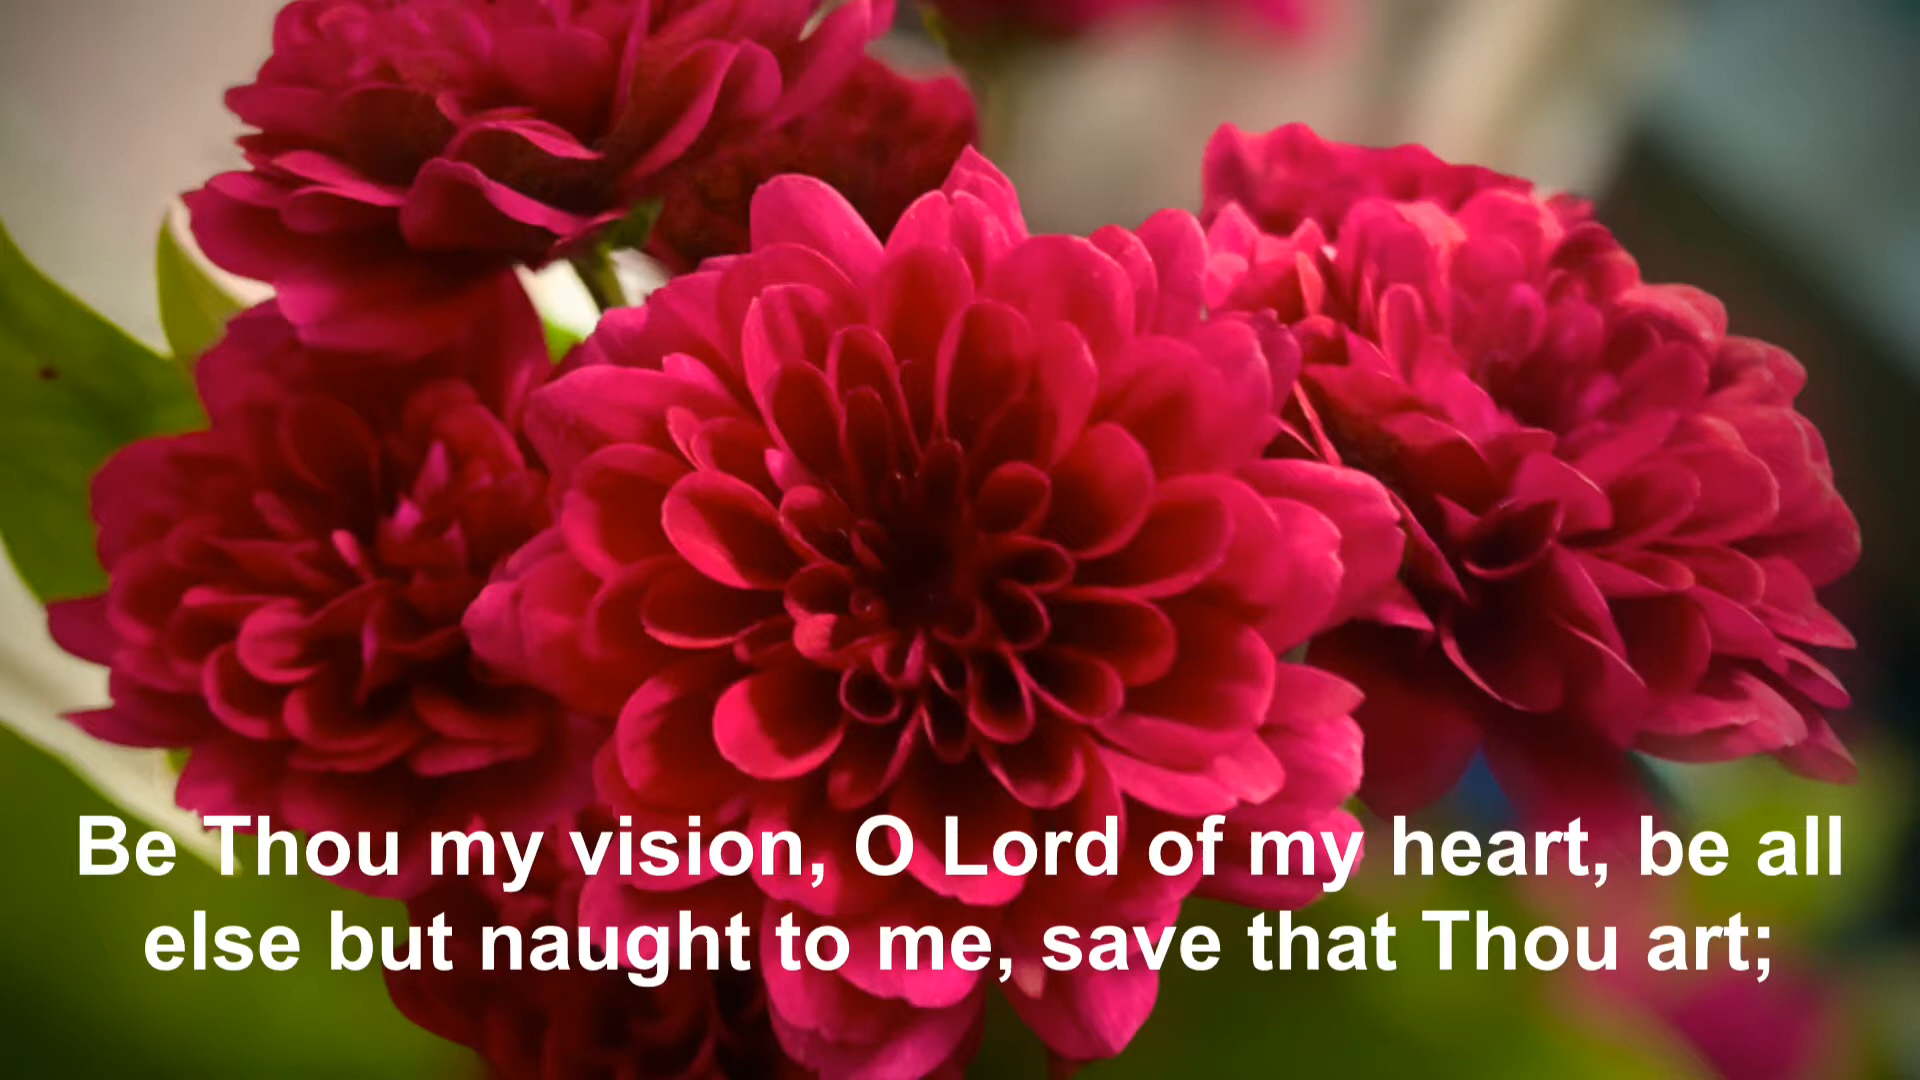 Be Thou my vision, O Lord of my heart, be all
else but naught to me, save that Thou art;